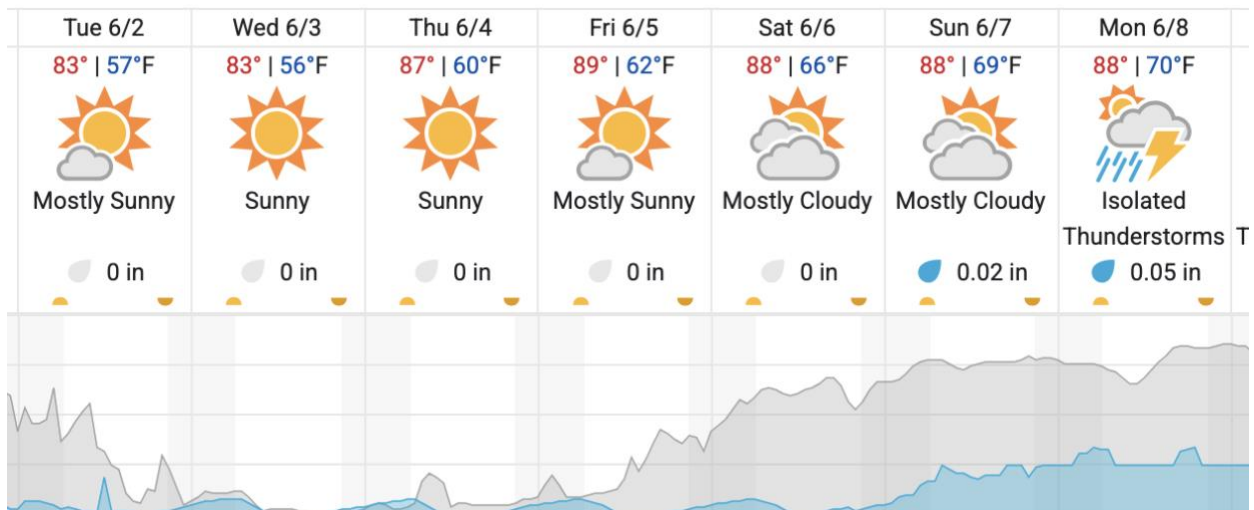 Tue 6/2 Wed 6/3 Thu 6/4 Fri 6/5 Sat 6/6 Sun 6/7 Mon 6/8
83° | 57°F 83° | 56°F 87° | 60°F 89° | 62°F 88° | 66°F 88° | 69°F 88° | 70°F
Mostly Sunny Sunny Sunny Mostly Sunny Mostly Cloudy Mostly Cloudy Isolated
Thunderstorms T
0 in 0 in 0 in 0 in 0 in 0.02 in 0.05 in